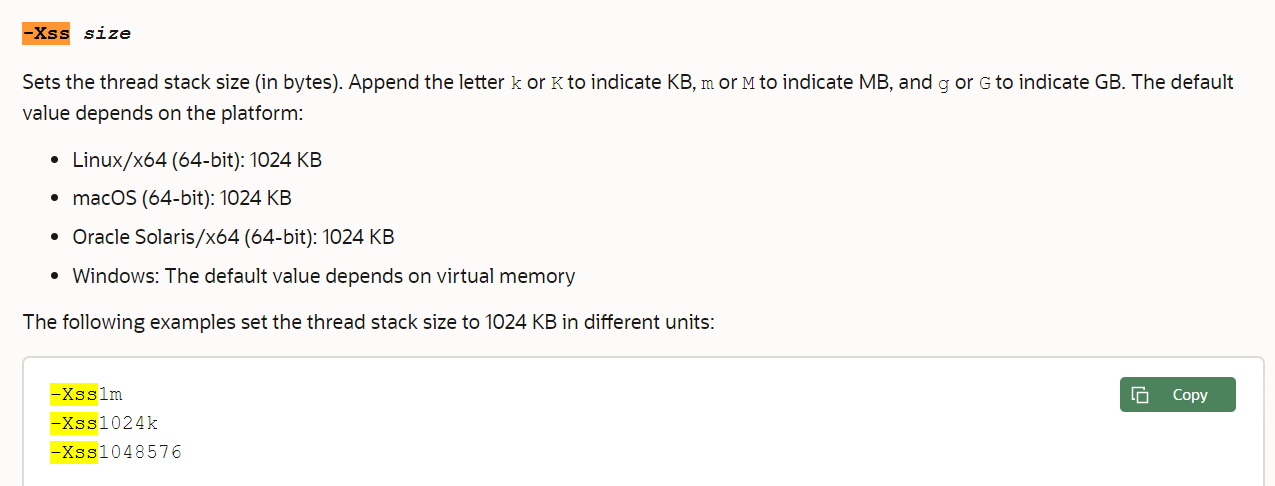 -Xss size
Sets the thread stack size (in bytes). Append the letter k or K to indicate KB, m or M to indicate MB, and g or G to indicate GB. The default
value depends on the platform:
• Linux/x64 (64-bit): 1024 KB
• macOS (64-bit): 1024 KB
• Oracle Solaris/x64 (64-bit): 1024 KB
• Windows: The default value depends on virtual memory
The following examples set the thread stack size to 1024 KB in different units:
-Xss1m
Copy
-Xss1024k
-Xss1048576